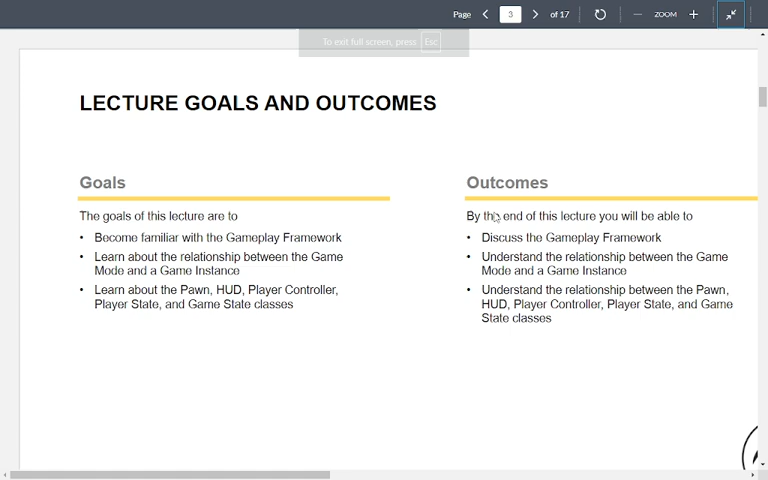 Page 3 of 17 ZOOM
To exit full screen, press Esc
LECTURE GOALS AND OUTCOMES
Goals
The goals of this lecture are to
• Become familiar with the Gameplay Framework
• Learn about the relationship between the Game
Mode and a Game Instance
• Learn about the Pawn, HUD, Player Controller,
Player State, and Game State classes
Outcomes
By the end of this lecture you will be able to
• Discuss the Gameplay Framework
• Understand the relationship between the Game
Mode and a Game Instance
• Understand the relationship between the Pawn,
HUD, Player Controller, Player State, and Game
State classes